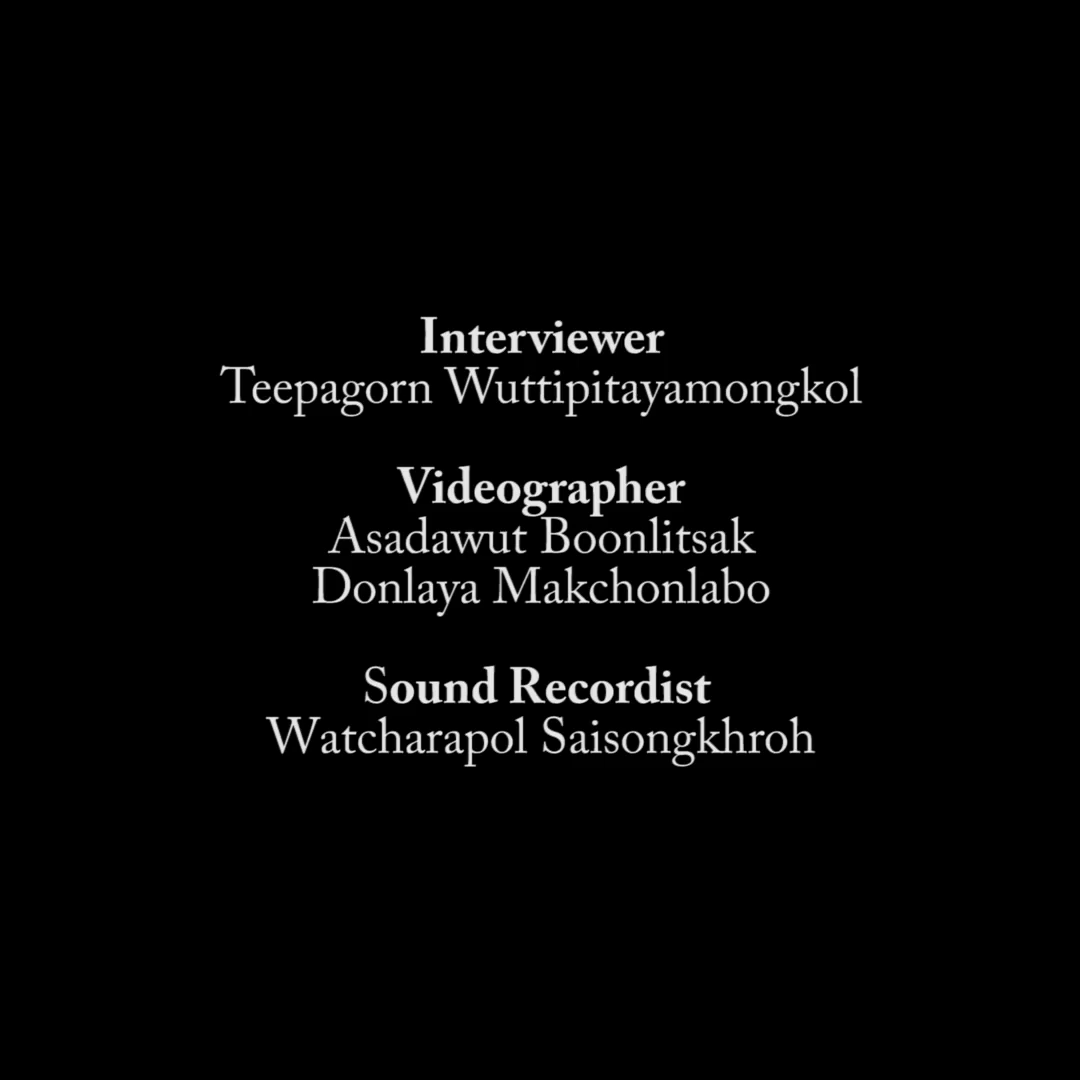 Interviewer
Teepagorn Wuttipitayamongkol
Videographer
Asadawut Boonlitsak
Donlaya Makchonlabo
Sound Recordist
Watcharapol Saisongkhroh